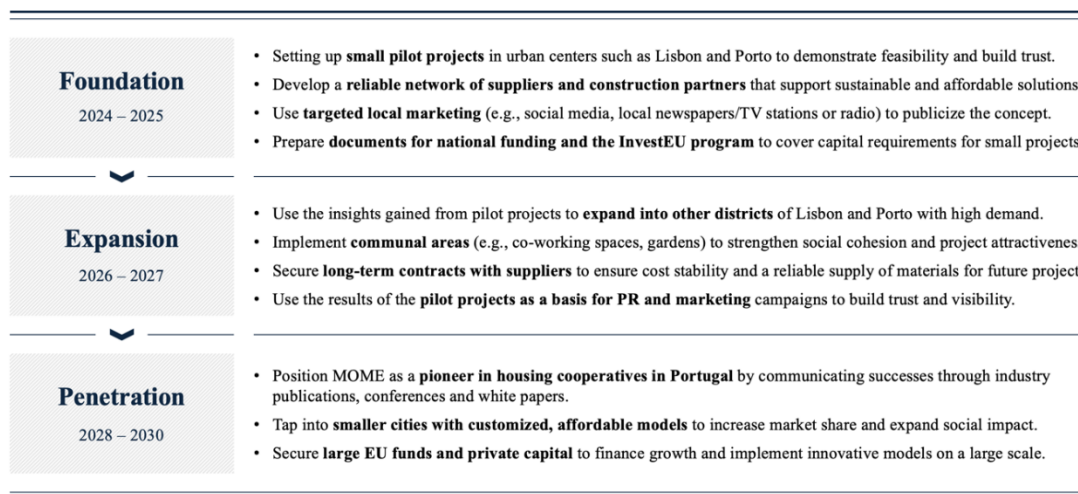 Foundation
2024 – 2025
• Setting up small pilot projects in urban centers such as Lisbon and Porto to demonstrate feasibility and build trust.
• Develop a reliable network of suppliers and construction partners that support sustainable and affordable solutions
• Use targeted local marketing (e.g., social media, local newspapers/TV stations or radio) to publicize the concept.
• Prepare documents for national funding and the InvestEU program to cover capital requirements for small projects
Expansion
2026 – 2027
• Use the insights gained from pilot projects to expand into other districts of Lisbon and Porto with high demand.
• Implement communal areas (e.g., co-working spaces, gardens) to strengthen social cohesion and project attractivenes
• Secure long-term contracts with suppliers to ensure cost stability and a reliable supply of materials for future project
• Use the results of the pilot projects as a basis for PR and marketing campaigns to build trust and visibility.
Penetration
2028 – 2030
• Position MOME as a pioneer in housing cooperatives in Portugal by communicating successes through industry
publications, conferences and white papers.
• Tap into smaller cities with customized, affordable models to increase market share and expand social impact.
• Secure large EU funds and private capital to finance growth and implement innovative models on a large scale.